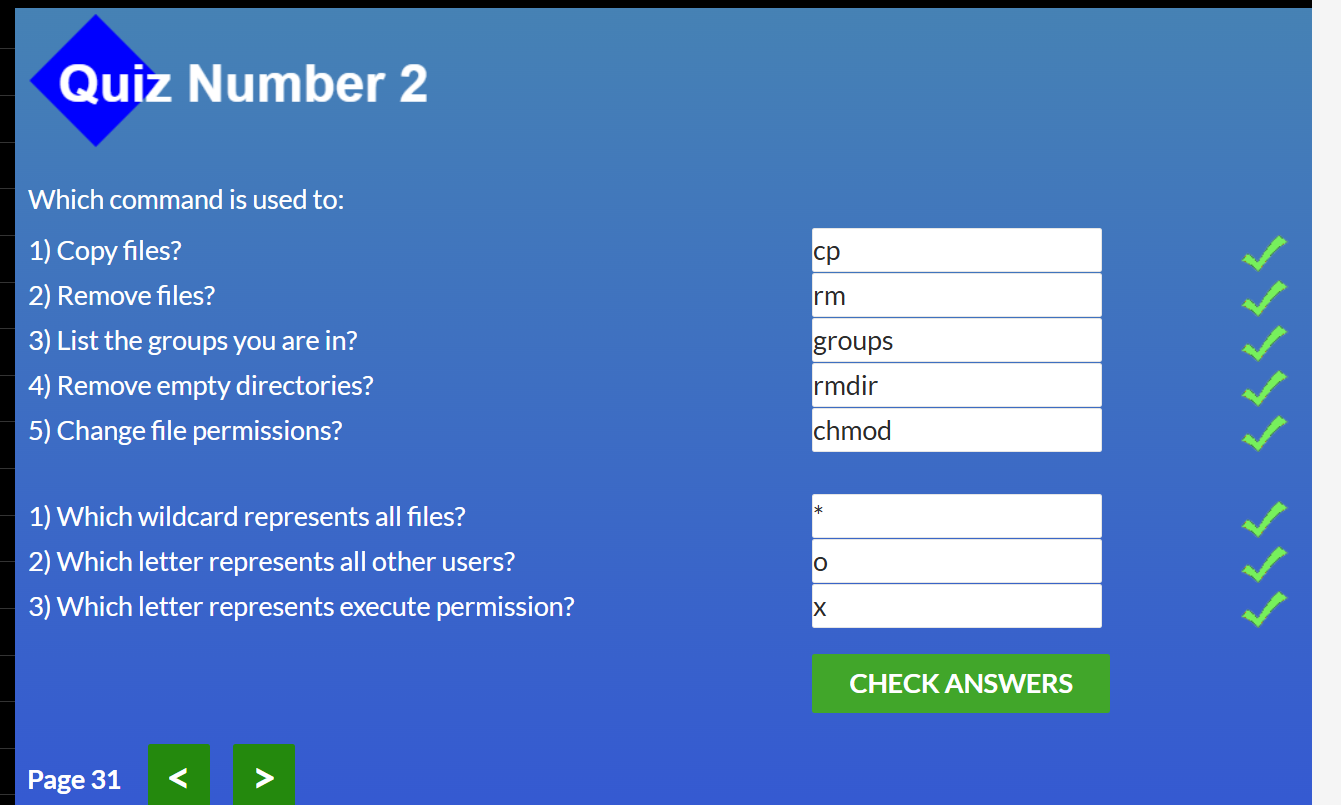 Quiz Number 2
Which command is used to:
1) Copy files? cp
2) Remove files? rm
3) List the groups you are in? groups
4) Remove empty directories? rmdir
5) Change file permissions? chmod
1) Which wildcard represents all files? *
2) Which letter represents all other users? o
3) Which letter represents execute permission? x
CHECK ANSWERS
Page 31 < >